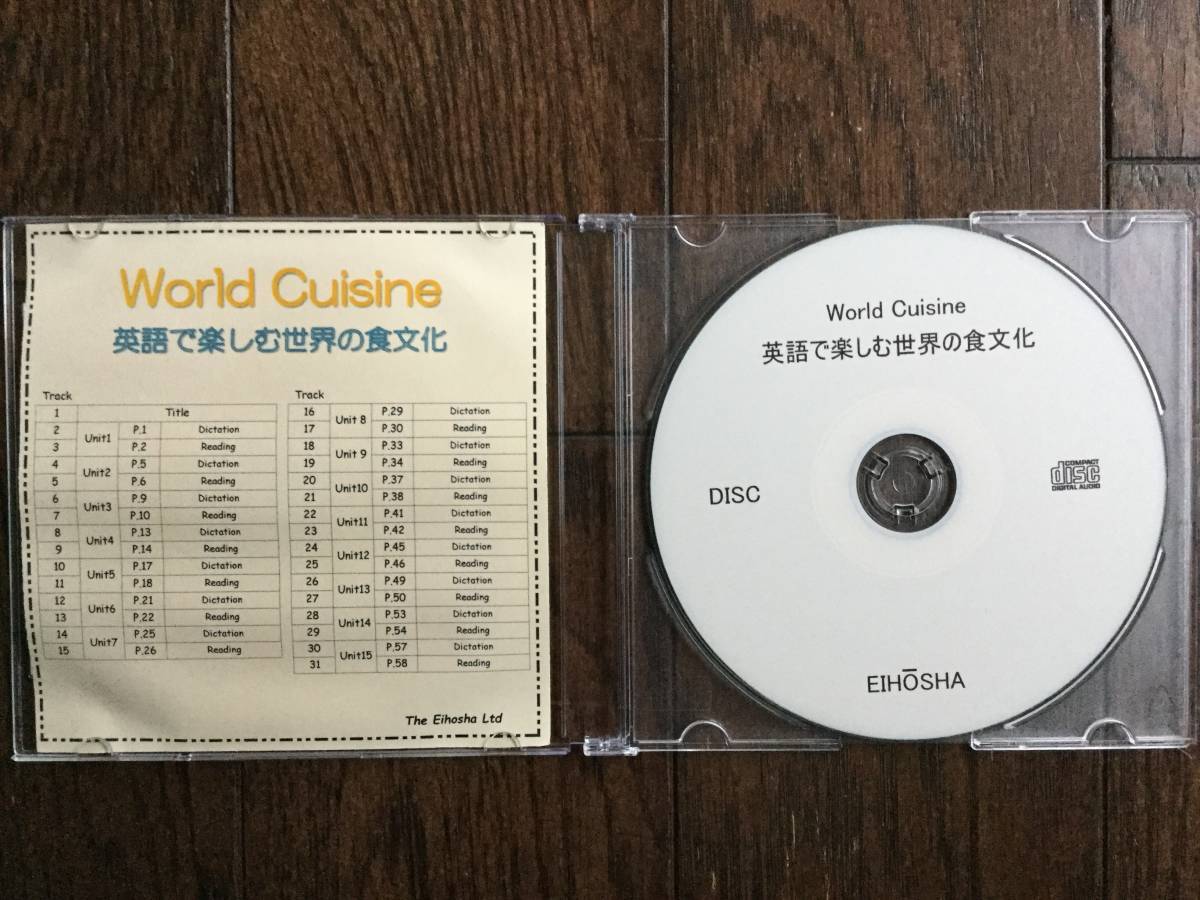 World Cuisine
英語で楽しむ世界の食文化
Track
1 Title
2 Unit1 P.1 Dictation
3 P.2 Reading
4 Unit2 P.5 Dictation
5 P.6 Reading
6 Unit3 P.9 Dictation
7 P.10 Reading
8 Unit4 P.13 Dictation
9 P.14 Reading
10 Unit5 P.17 Dictation
11 P.18 Reading
12 Unit6 P.21 Dictation
13 P.22 Reading
14 Unit7 P.25 Dictation
15 P.26 Reading
Track
16 Unit 8 P.29 Dictation
17 P.30 Reading
18 Unit 9 P.33 Dictation
19 P.34 Reading
20 Unit10 P.37 Dictation
21 P.38 Reading
22 Unit11 P.41 Dictation
23 P.42 Reading
24 Unit12 P.45 Dictation
25 P.46 Reading
26 Unit13 P.49 Dictation
27 P.50 Reading
28 Unit14 P.53 Dictation
29 P.54 Reading
30 Unit15 P.57 Dictation
31 P.58 Reading
The Eihosha Ltd
World Cuisine
英語で楽しむ世界の食文化
DISC
COMPACT
disc
DIGITAL AUDIO
EIHŌSHA